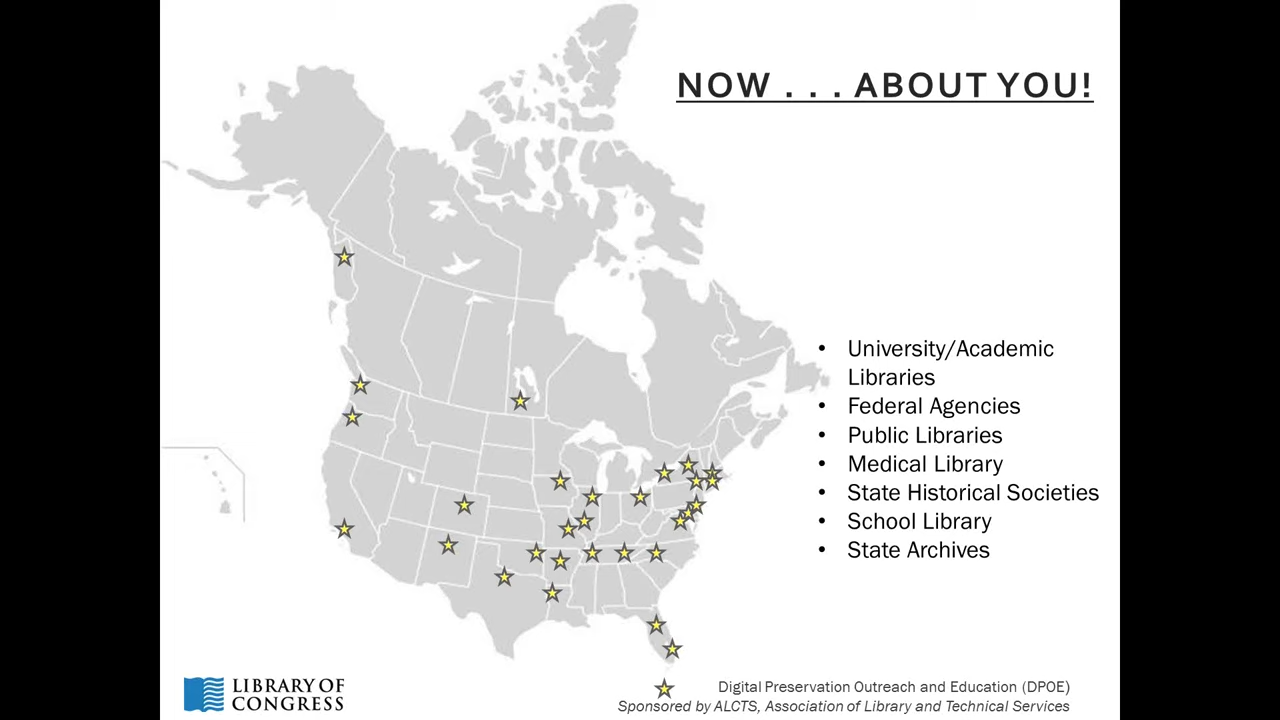 NOW . . . ABOUT YOU!
• University/Academic
Libraries
• Federal Agencies
• Public Libraries
• Medical Library
• State Historical Societies
• School Library
• State Archives
LIBRARY OF
CONGRESS
Digital Preservation Outreach and Education (DPOE)
Sponsored by ALCTS, Association of Library and Technical Services